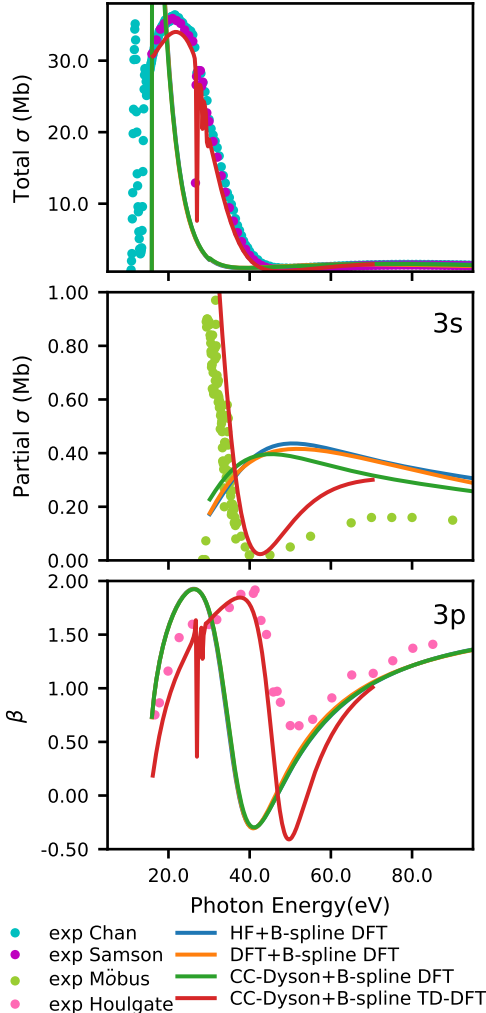 Total σ (Mb)
30.0
20.0
10.0
3s
Partial σ (Mb)
1.00
0.80
0.60
0.40
0.20
0.00
3p
β
2.00
1.50
1.00
0.50
0.00
-0.50
20.0 40.0 60.0 80.0
Photon Energy(eV)
exp Chan
exp Samson
exp Möbus
exp Houlgate
HF+B-spline DFT
DFT+B-spline DFT
CC-Dyson+B-spline DFT
CC-Dyson+B-spline TD-DFT